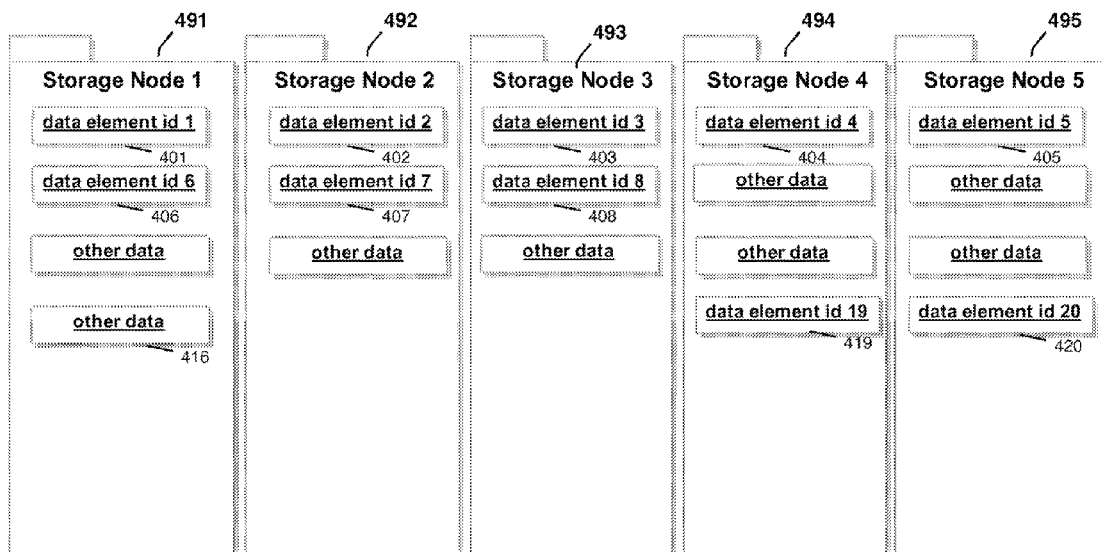 491
492
493
494
495
Storage Node 1
Storage Node 2
Storage Node 3
Storage Node 4
Storage Node 5
data element id 1
data element id 2
data element id 3
data element id 4
data element id 5
401
402
403
404
405
data element id 6
data element id 7
data element id 8
other data
other data
406
407
408
other data
other data
other data
other data
other data
other data
data element id 19
data element id 20
416
419
420